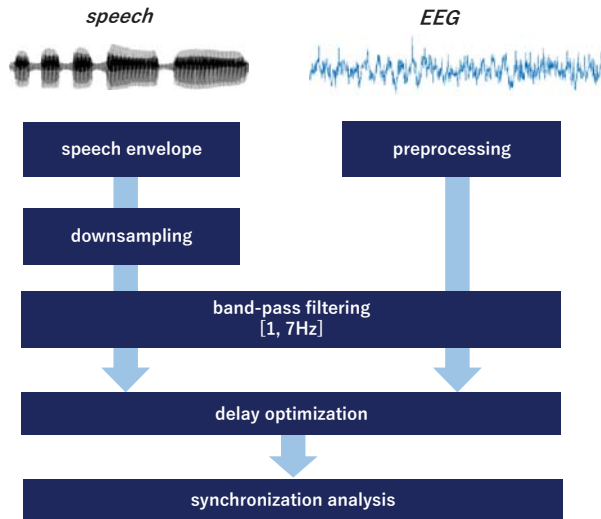 speech
EEG
speech envelope
preprocessing
downsampling
band-pass filtering
[1, 7Hz]
delay optimization
synchronization analysis